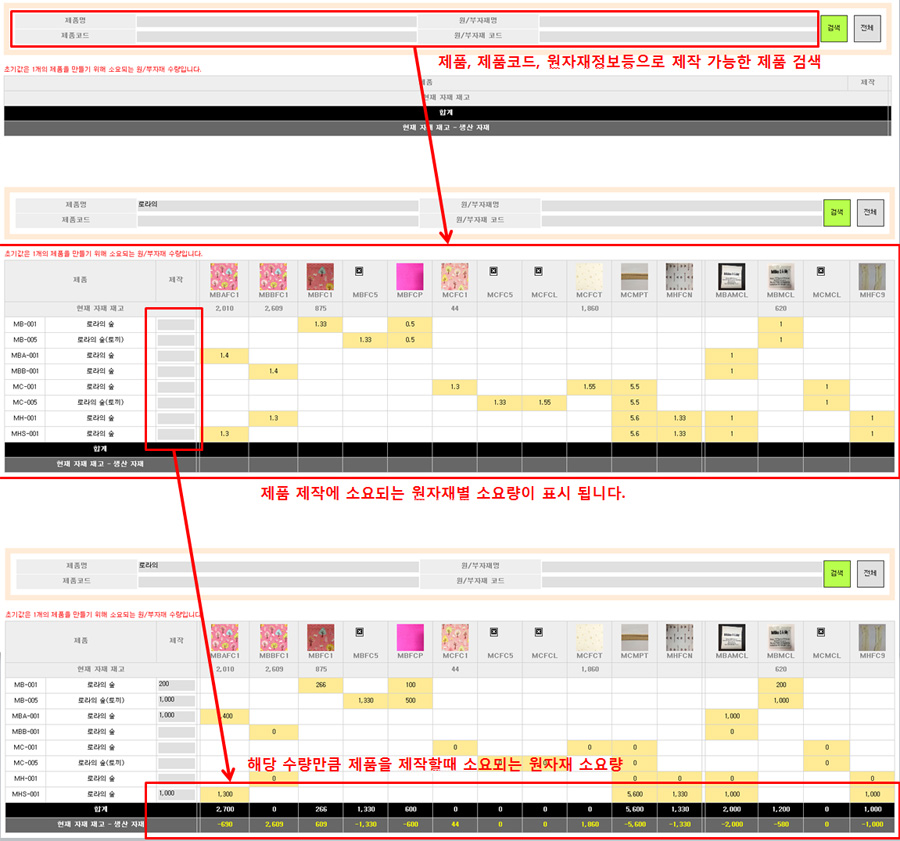 제품명 원/부자재명
검색 전체
제품코드 원/부자재 코드
제품, 제품코드, 원자재정보등으로 제작 가능한 제품 검색
초기값은 1개의 제품을 만들기 위해 소요되는 원/부자재 수량입니다.
제품 제작
현재 자재 재고
합계
현재 자재 재고 - 생산 자재
제품명 로라의 원/부자재명
검색 전체
제품코드 원/부자재 코드
초기값은 1개의 제품을 만들기 위해 소요되는 원/부자재 수량입니다.
제품 제작
MBAFC1 MBBFC1 MBFC1 MBFC5 MBFCP MCFC1 MCFC5 MCFCL MCFCT MCMPT MHFCN MBAMCL MBMCL MCMCL MHFC9
현재 자재 재고 2,010 2,609 875 44 1,860 620
MB-001 로라의 숲 1.33 0.5 1
MB-005 로라의 숲(토끼) 1.33 0.5 1
MBA-001 로라의 숲 1.4 1
MBB-001 로라의 숲 1.4 1
MC-001 로라의 숲 1.3 1.55 5.5 1
MC-005 로라의 숲(토끼) 1.33 1.55 5.5 1
MH-001 로라의 숲 1.3 5.6 1.33 1 1
MHS-001 로라의 숲 1.3 5.6 1.33 1 1
합계
현재 자재 재고 - 생산 자재
제품 제작에 소요되는 원자재별 소요량이 표시 됩니다.
제품명 로라의 원/부자재명
검색 전체
제품코드 원/부자재 코드
초기값은 1개의 제품을 만들기 위해 소요되는 원/부자재 수량입니다.
제품 제작
MBAFC1 MBBFC1 MBFC1 MBFC5 MBFCP MCFC1 MCFC5 MCFCL MCFCT MCMPT MHFCN MBAMCL MBMCL MCMCL MHFC9
현재 자재 재고 2,010 2,609 875 44 1,860 620
MB-001 로라의 숲 200 266 100 200
MB-005 로라의 숲(토끼) 1,000 1,330 500 1,000
MBA-001 로라의 숲 1,000 400 1,000
MBB-001 로라의 숲 0 0
MC-001 로라의 숲 0 0 0 0
MC-005 로라의 숲(토끼) 0 0
해당 수량만큼 제품을 제작할때 소요되는 원자재 소요량
MH-001 로라의 숲 0 0 0 0 0
MHS-001 로라의 숲 1,000 1,300 5,600 1,330 1,000 1,000
합계 2,700 0 266 1,330 600 0 0 0 0 5,600 1,330 2,000 1,200 0 1,000
현재 자재 재고 - 생산 자재 -690 2,609 609 -1,330 -600 44 0 0 1,860 -5,600 -1,330 -2,000 -580 0 -1,000